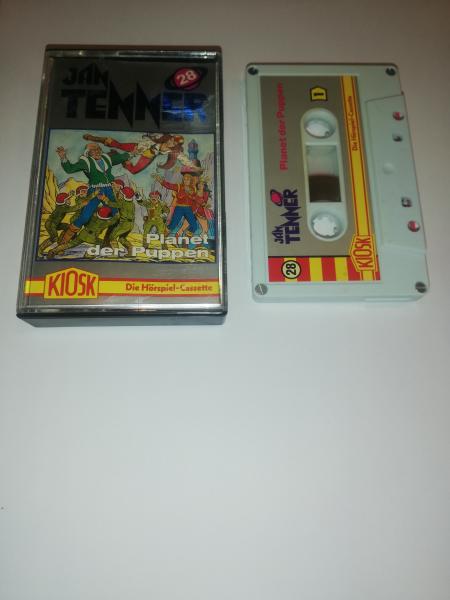 JAN
TENNER
28
Planet
der Puppen
KIOSK
Die Hörspiel-Cassette
1
Planet der Puppen
Die Hörspiel-Cassette
JAN
TENNER
28
KIOSK